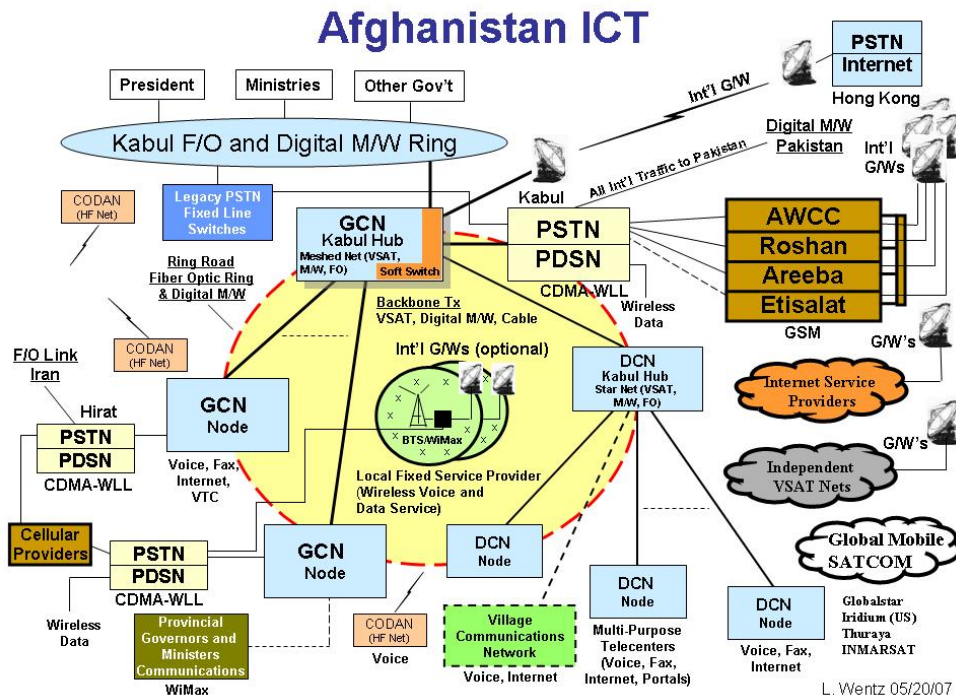 Afghanistan ICT
President
Ministries
Other Gov't
Kabul F/O and Digital M/W Ring
Int'l G/W
PSTN
Internet
Hong Kong
Digital M/W
Pakistan
Int'l
G/Ws
All Int'l Traffic to Pakistan
Kabul
CODAN
(HF Net)
Legacy PSTN
Fixed Line
Switches
GCN
Kabul Hub
Meshed Net (VSAT,
M/W, FO)
Soft Switch
PSTN
PDSN
CDMA-WLL
Wireless
Data
AWCC
Roshan
Areeba
Etisalat
GSM
Ring Road
Fiber Optic Ring
& Digital M/W
Backbone Tx
VSAT, Digital M/W, Cable
CODAN
(HF Net)
F/O Link
Iran
Hirat
PSTN
PDSN
CDMA-WLL
GCN
Node
Voice, Fax,
Internet,
VTC
Int'l G/Ws (optional)
BTS/WiMax
Local Fixed Service Provider
(Wireless Voice and
Data Service)
DCN
Kabul Hub
Star Net (VSAT,
M/W, FO)
G/W's
Internet Service
Providers
G/W's
Independent
VSAT Nets
Global Mobile
SATCOM
Globalstar
Iridium (US)
Thuraya
INMARSAT
Cellular
Providers
PSTN
PDSN
CDMA-WLL
Wireless
Data
GCN
Node
Provincial
Governors and
Ministers
Communications
WiMax
CODAN
(HF Net)
Voice
DCN
Node
Village
Communications
Network
Voice, Internet
DCN
Node
Multi-Purpose
Telecenters
(Voice, Fax,
Internet, Portals)
DCN
Node
Voice, Fax,
Internet
L. Wentz 05/20/07